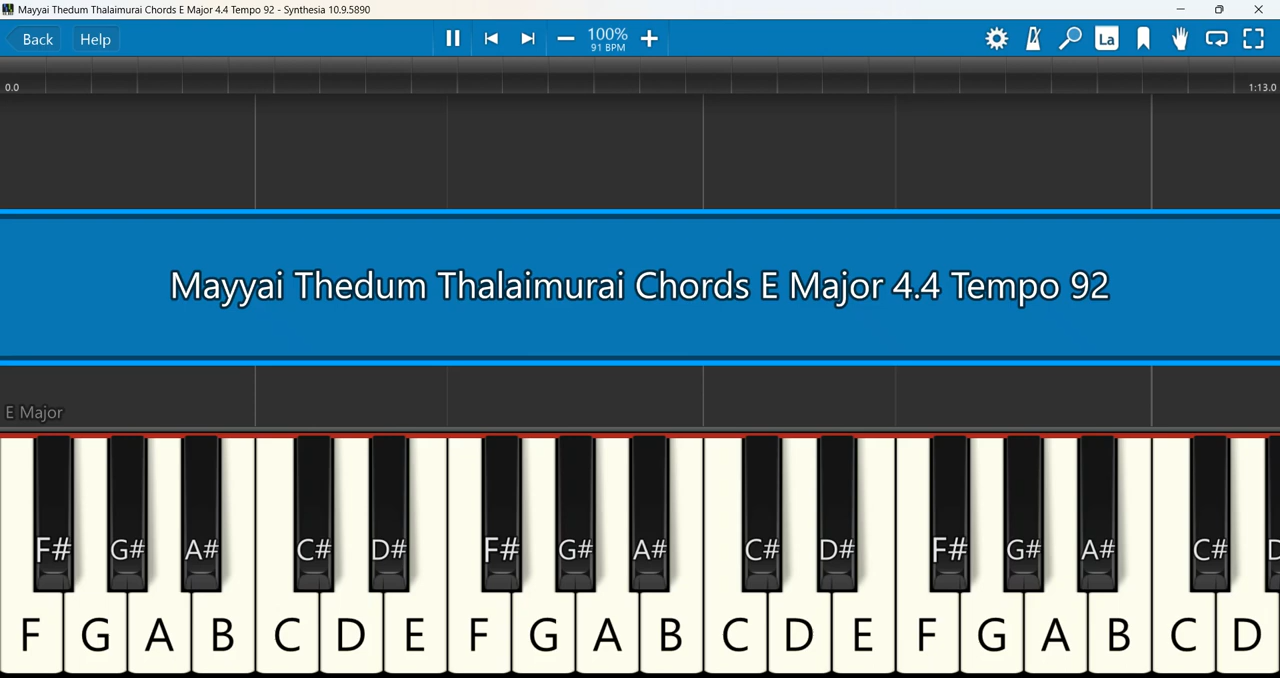 Mayyai Thedum Thalaimurai Chords E Major 4.4 Tempo 92 - Synthesia 10.9.5890
Back Help 100% La
91 BPM
0.0 1:13.0
Mayyai Thedum Thalaimurai Chords E Major 4.4 Tempo 92
E Major
F# G# A# C# D# F# G# A# C# D# F# G# A# C#
F G A B C D E F G A B C D E F G A B C D